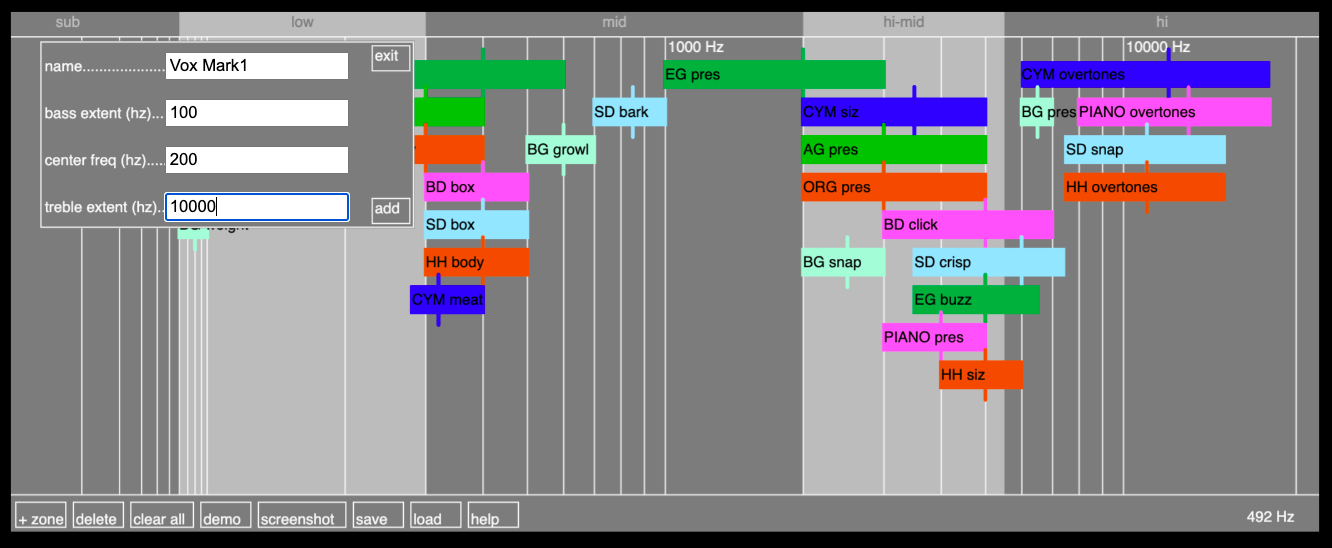 sub low mid hi-mid hi
1000 Hz 10000 Hz
exit
name.................... Vox Mark1
bass extent (hz)... 100
center freq (hz)..... 200
treble extent (hz).. 10000
add
EG pres CYM overtones
SD bark CYM siz BG pres PIANO overtones
BG growl AG pres SD snap
BD box ORG pres HH overtones
SD box BD click
HH body BG snap SD crisp
CYM meat EG buzz
PIANO pres
HH siz
+ zone delete clear all demo screenshot save load help 492 Hz